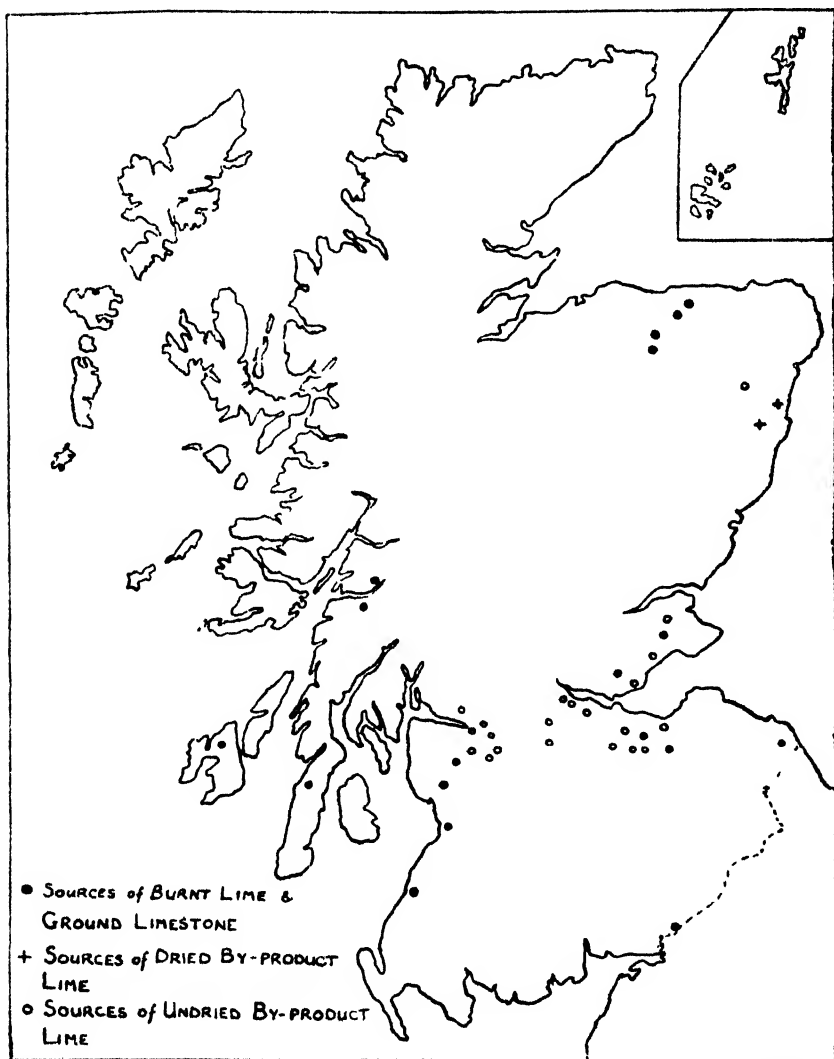 • Sources of Burnt Lime &
Ground Limestone
+ Sources of Dried By-product
Lime
o Sources of Undried By-product
Lime